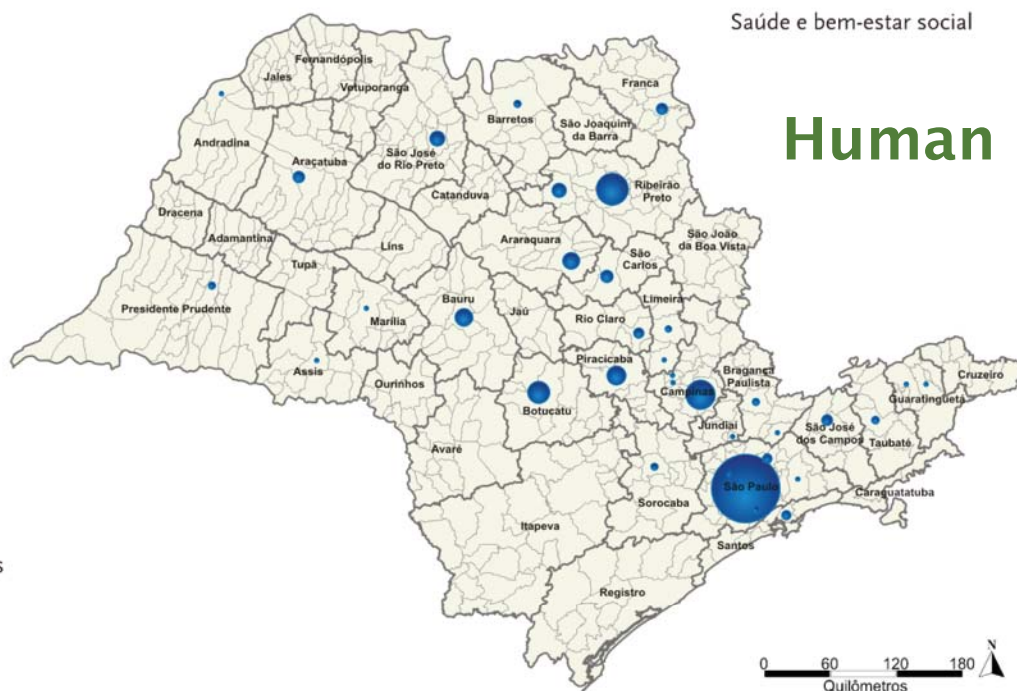 Saúde e bem-estar social
Human
Fernandópolis
Jales
Votuporanga
Franca
Barretos
São Joaquim
da Barra
Andradina
São José
do Rio Preto
Araçatuba
Catanduva
Ribeirão
Preto
Dracena
Adamantina
Lins
Araraquara
São João
da Boa Vista
São
Carlos
Tupã
Presidente Prudente
Marília
Bauru
Jaú
Limeira
Rio Claro
Assis
Ourinhos
Piracicaba
Botucatu
Campinas
Bragança
Paulista
Cruzeiro
Guaratinguetá
Jundiaí
São José
dos Campos
Taubaté
Avaré
São Paulo
Sorocaba
Caraguatatuba
Itapeva
Santos
s
Registro
N
0 60 120 180
Quilômetros